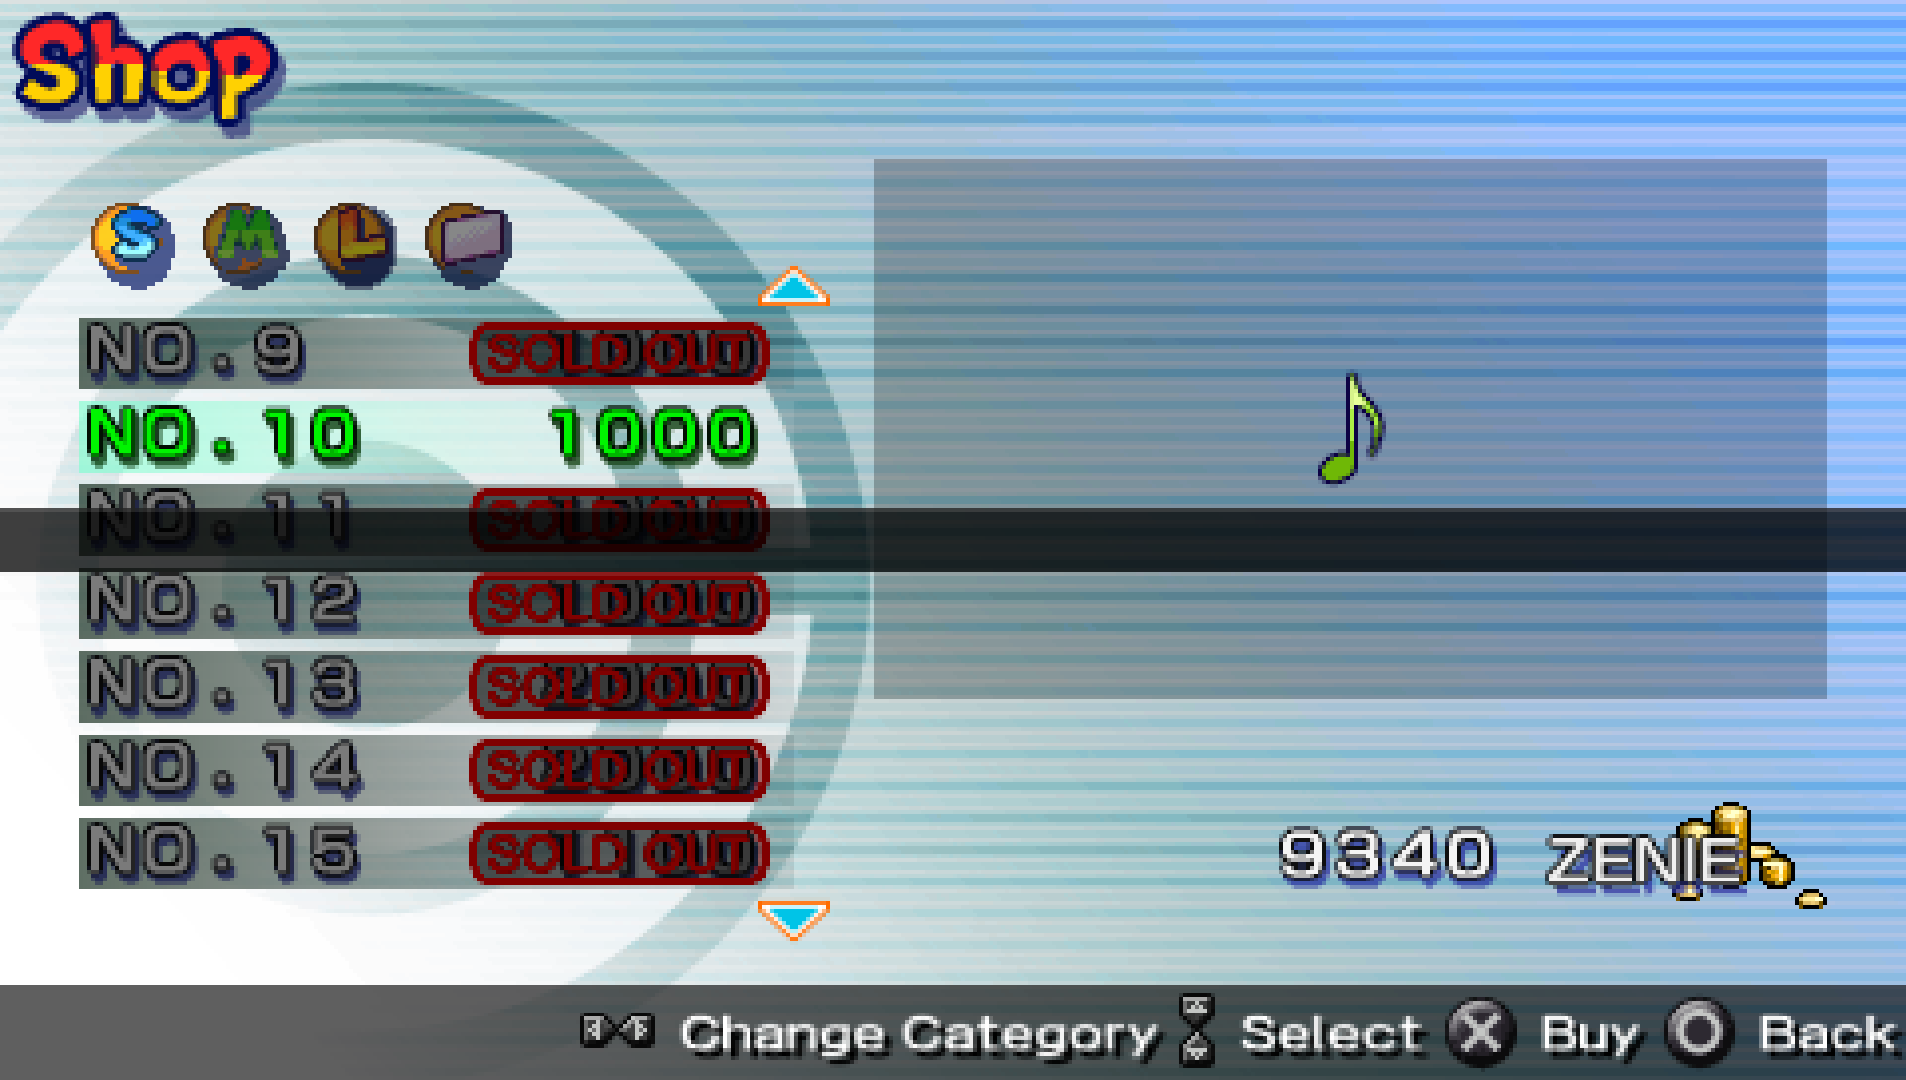 Shop
S M L
NO. 9 SOLD OUT
NO. 10 1000
NO. 11 SOLD OUT
NO. 12 SOLD OUT
NO. 13 SOLD OUT
NO. 14 SOLD OUT
NO. 15 SOLD OUT
9340 ZENIE
Change Category Select Buy Back